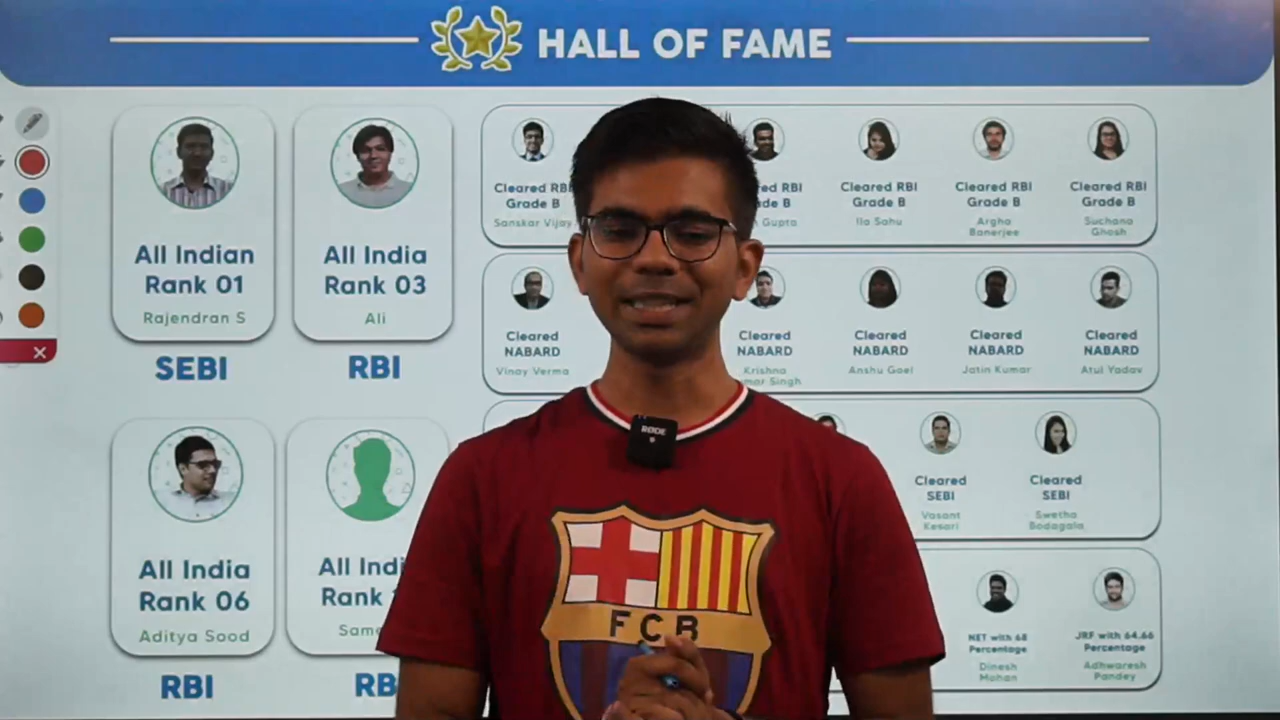 HALL OF FAME
All Indian
Rank 01
Rajendran S
SEBI
All India
Rank 03
Ali
RBI
Cleared RBI
Grade B
Sanskar Vijay
Grade B
Gupta
Cleared RBI
Grade B
Ila Sahu
Cleared RBI
Grade B
Argha
Banerjee
Cleared RBI
Grade B
Suchana
Ghosh
Cleared
NABARD
Vinay Verma
Cleared
NABARD
Krishna
Singh
Cleared
NABARD
Anshu Goel
Cleared
NABARD
Jatin Kumar
Cleared
NABARD
Atul Yadav
Cleared
SEBI
Vasant
Kesari
Cleared
SEBI
Swetha
Bodagala
All India
Rank 06
Aditya Sood
RBI
All
Rank
RB
NET with 68
Percentage
Dinesh
Mohan
JRF with 64.66
Percentage
Adhwaresh
Pandey
RØDE
FCB